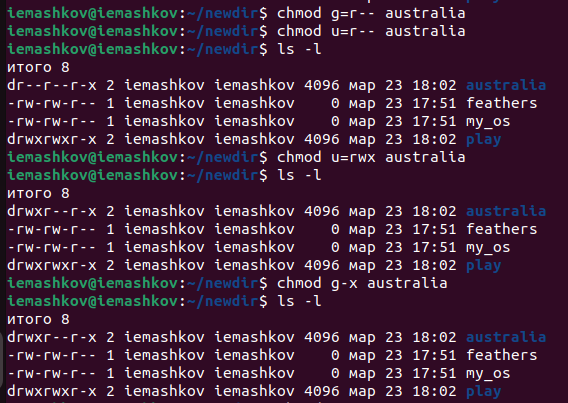 iemashkov@iemashkov:~/newdir$ chmod g=r-- australia
iemashkov@iemashkov:~/newdir$ chmod u=r-- australia
iemashkov@iemashkov:~/newdir$ ls -l
итого 8
dr--r--r-x 2 iemashkov iemashkov 4096 мар 23 18:02 australia
-rw-rw-r-- 1 iemashkov iemashkov    0 мар 23 17:51 feathers
-rw-rw-r-- 1 iemashkov iemashkov    0 мар 23 17:51 my_os
drwxrwxr-x 2 iemashkov iemashkov 4096 мар 23 18:02 play
iemashkov@iemashkov:~/newdir$ chmod u=rwx australia
iemashkov@iemashkov:~/newdir$ ls -l
итого 8
drwxr--r-x 2 iemashkov iemashkov 4096 мар 23 18:02 australia
-rw-rw-r-- 1 iemashkov iemashkov    0 мар 23 17:51 feathers
-rw-rw-r-- 1 iemashkov iemashkov    0 мар 23 17:51 my_os
drwxrwxr-x 2 iemashkov iemashkov 4096 мар 23 18:02 play
iemashkov@iemashkov:~/newdir$ chmod g-x australia
iemashkov@iemashkov:~/newdir$ ls -l
итого 8
drwxr--r-x 2 iemashkov iemashkov 4096 мар 23 18:02 australia
-rw-rw-r-- 1 iemashkov iemashkov    0 мар 23 17:51 feathers
-rw-rw-r-- 1 iemashkov iemashkov    0 мар 23 17:51 my_os
drwxrwxr-x 2 iemashkov iemashkov 4096 мар 23 18:02 play